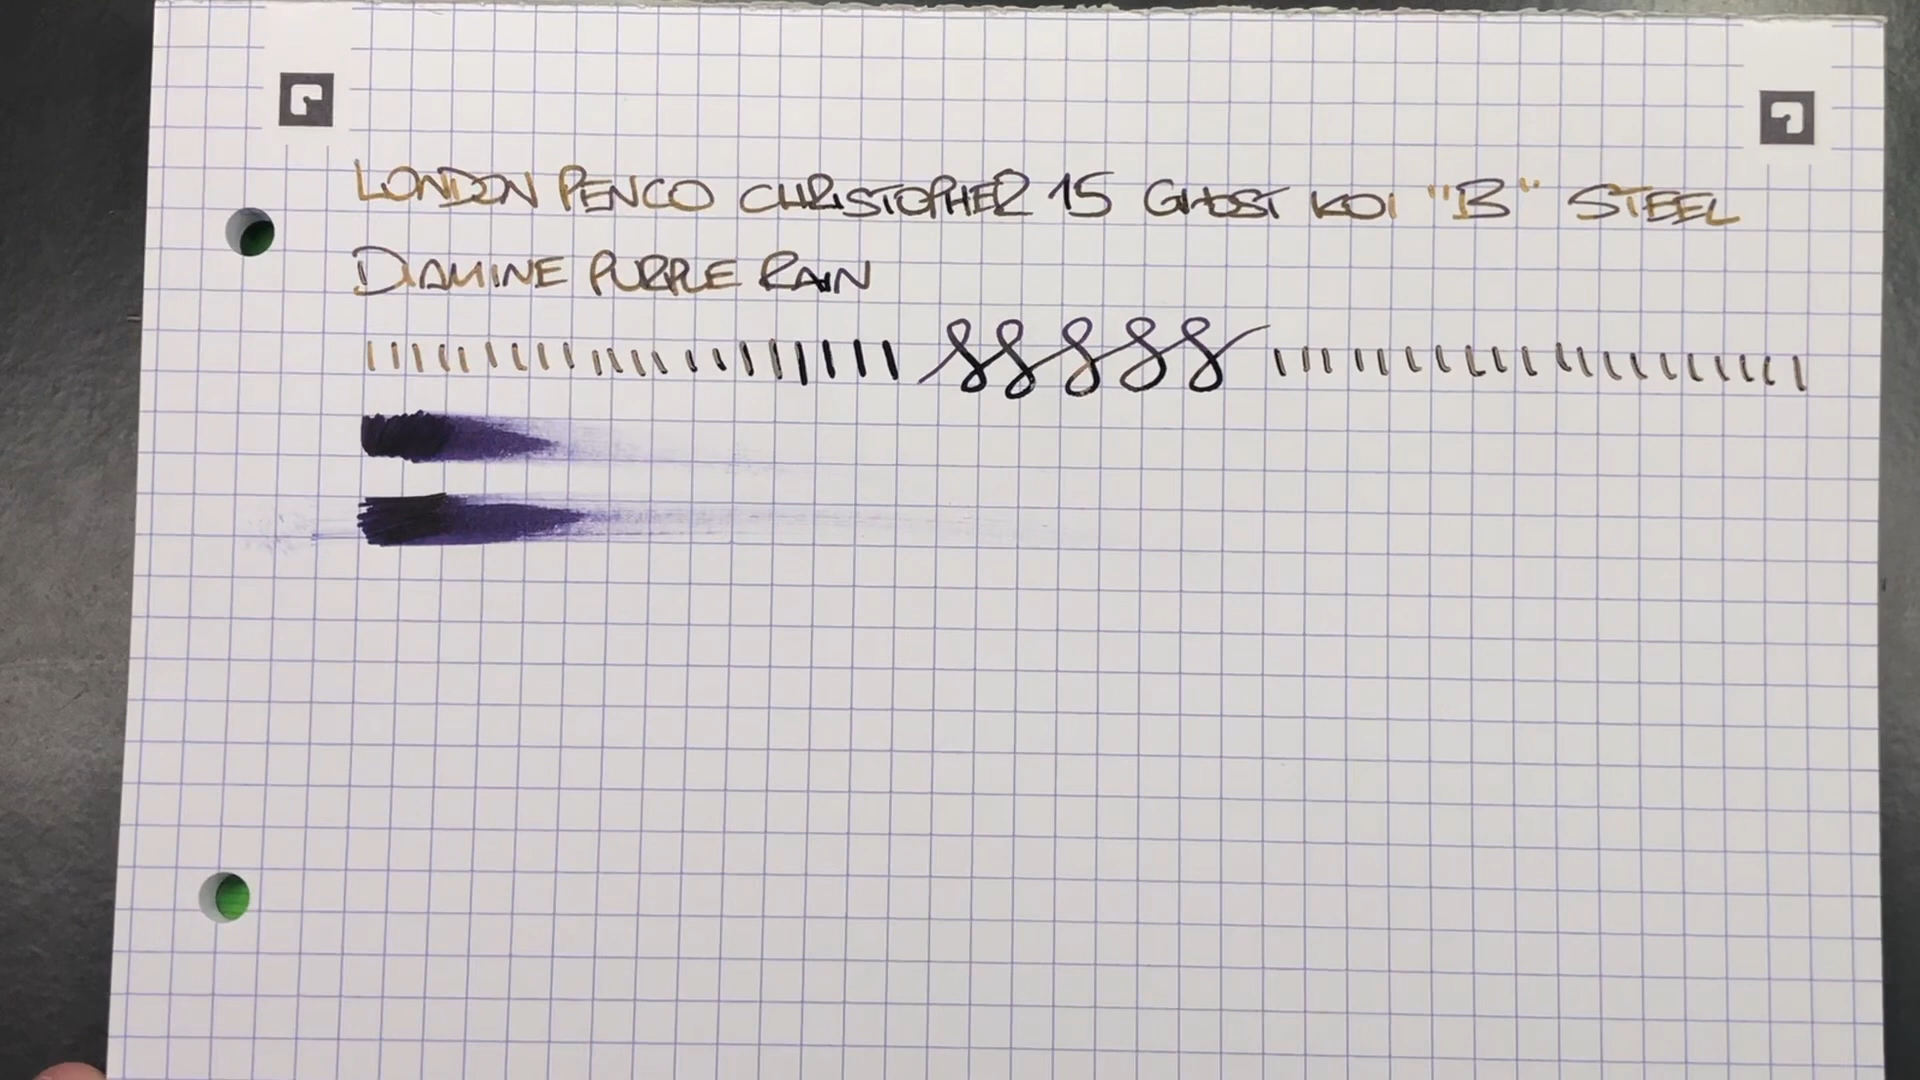 LONDON PENCO CHRISTOPHER 15 GHOST KOI "B" STEEL
DIAMINE PURPLE RAIN